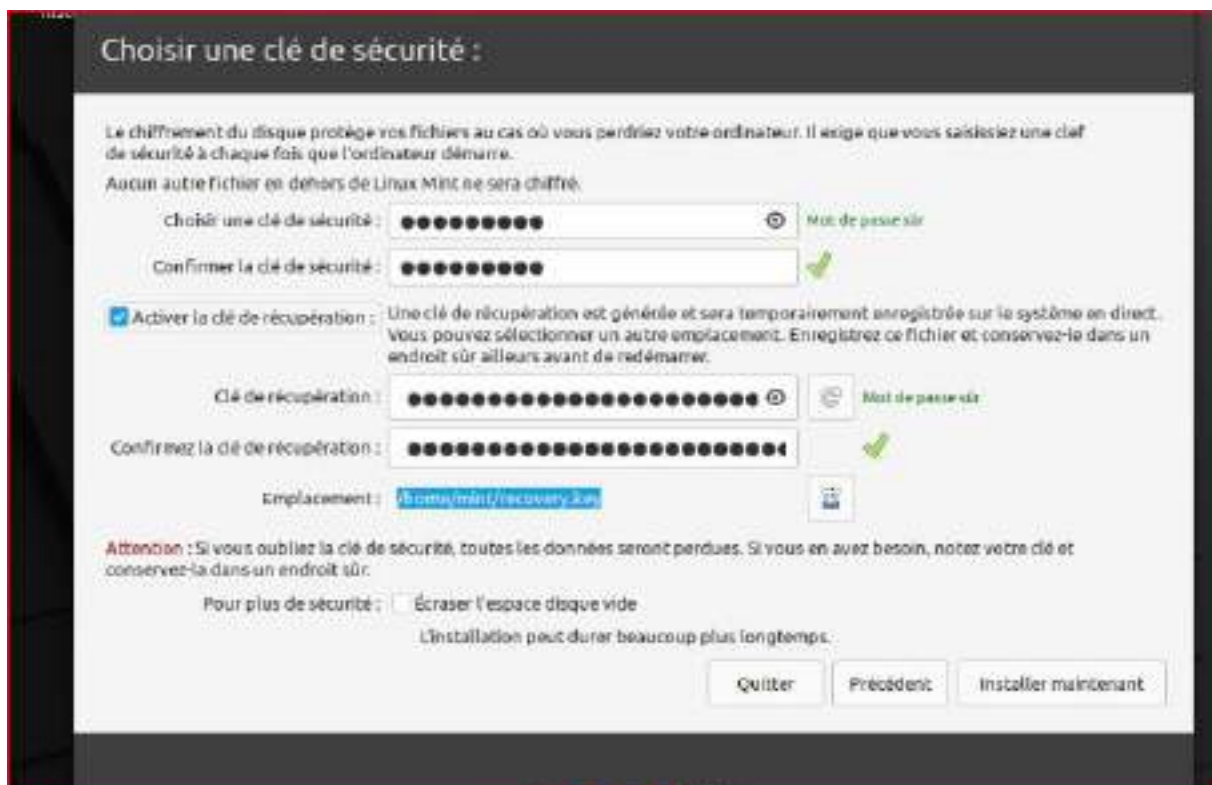 Choisir une clé de sécurité :
Le chiffrement du disque protège vos fichiers au cas où vous perdriez votre ordinateur. Il exige que vous saisissiez une clef
de sécurité à chaque fois que l'ordinateur démarre.
Aucun autre fichier en dehors de Linux Mint ne sera chiffré.
Choisir une clé de sécurité : Mot de passe sûr
Confirmer la clé de sécurité :
Activer la clé de récupération : Une clé de récupération est générée et sera temporairement enregistrée sur le système en direct.
Vous pouvez sélectionner un autre emplacement. Enregistrez ce fichier et conservez-le dans un
endroit sûr ailleurs avant de redémarrer.
Clé de récupération : Mot de passe sûr
Confirmez la clé de récupération :
Emplacement : /home/mint/recovery.key
Attention : Si vous oubliez la clé de sécurité, toutes les données seront perdues. Si vous en avez besoin, notez votre clé et
conservez-la dans un endroit sûr.
Pour plus de sécurité : Écraser l'espace disque vide
L'installation peut durer beaucoup plus longtemps.
Quitter Précédent Installer maintenant